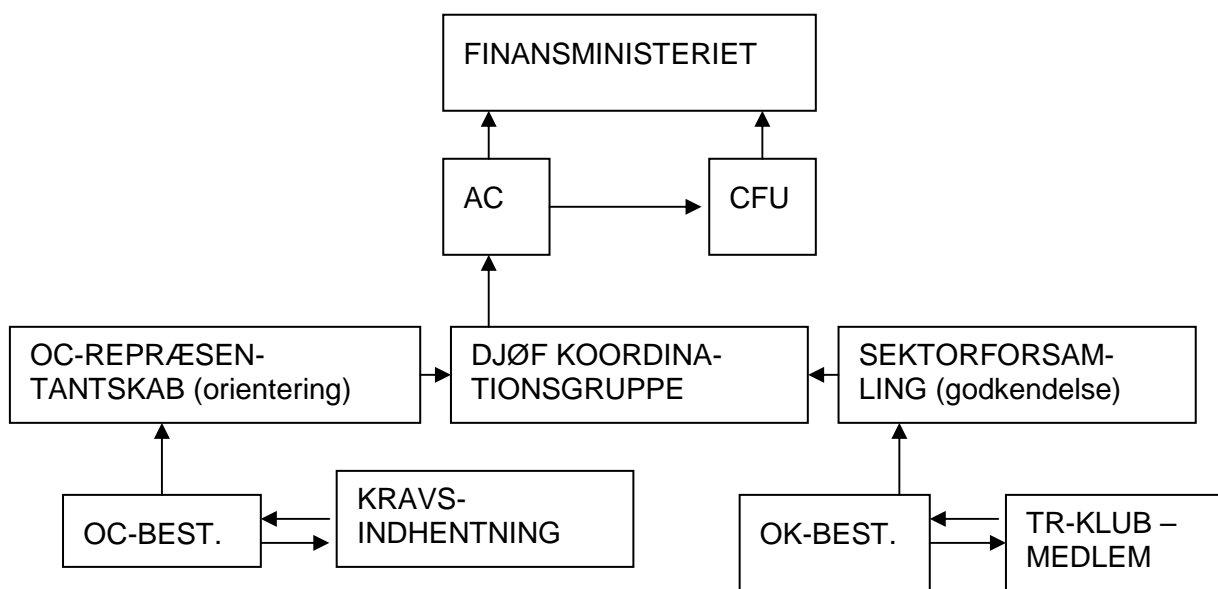 FINANSMINISTERIET
AC
CFU
OC-REPRÆSEN-
TANTSKAB (orientering)
DJØF KOORDINA-
TIONSGRUPPE
SEKTORFORSAM-
LING (godkendelse)
OC-BEST.
KRAVS-
INDHENTNING
OK-BEST.
TR-KLUB –
MEDLEM